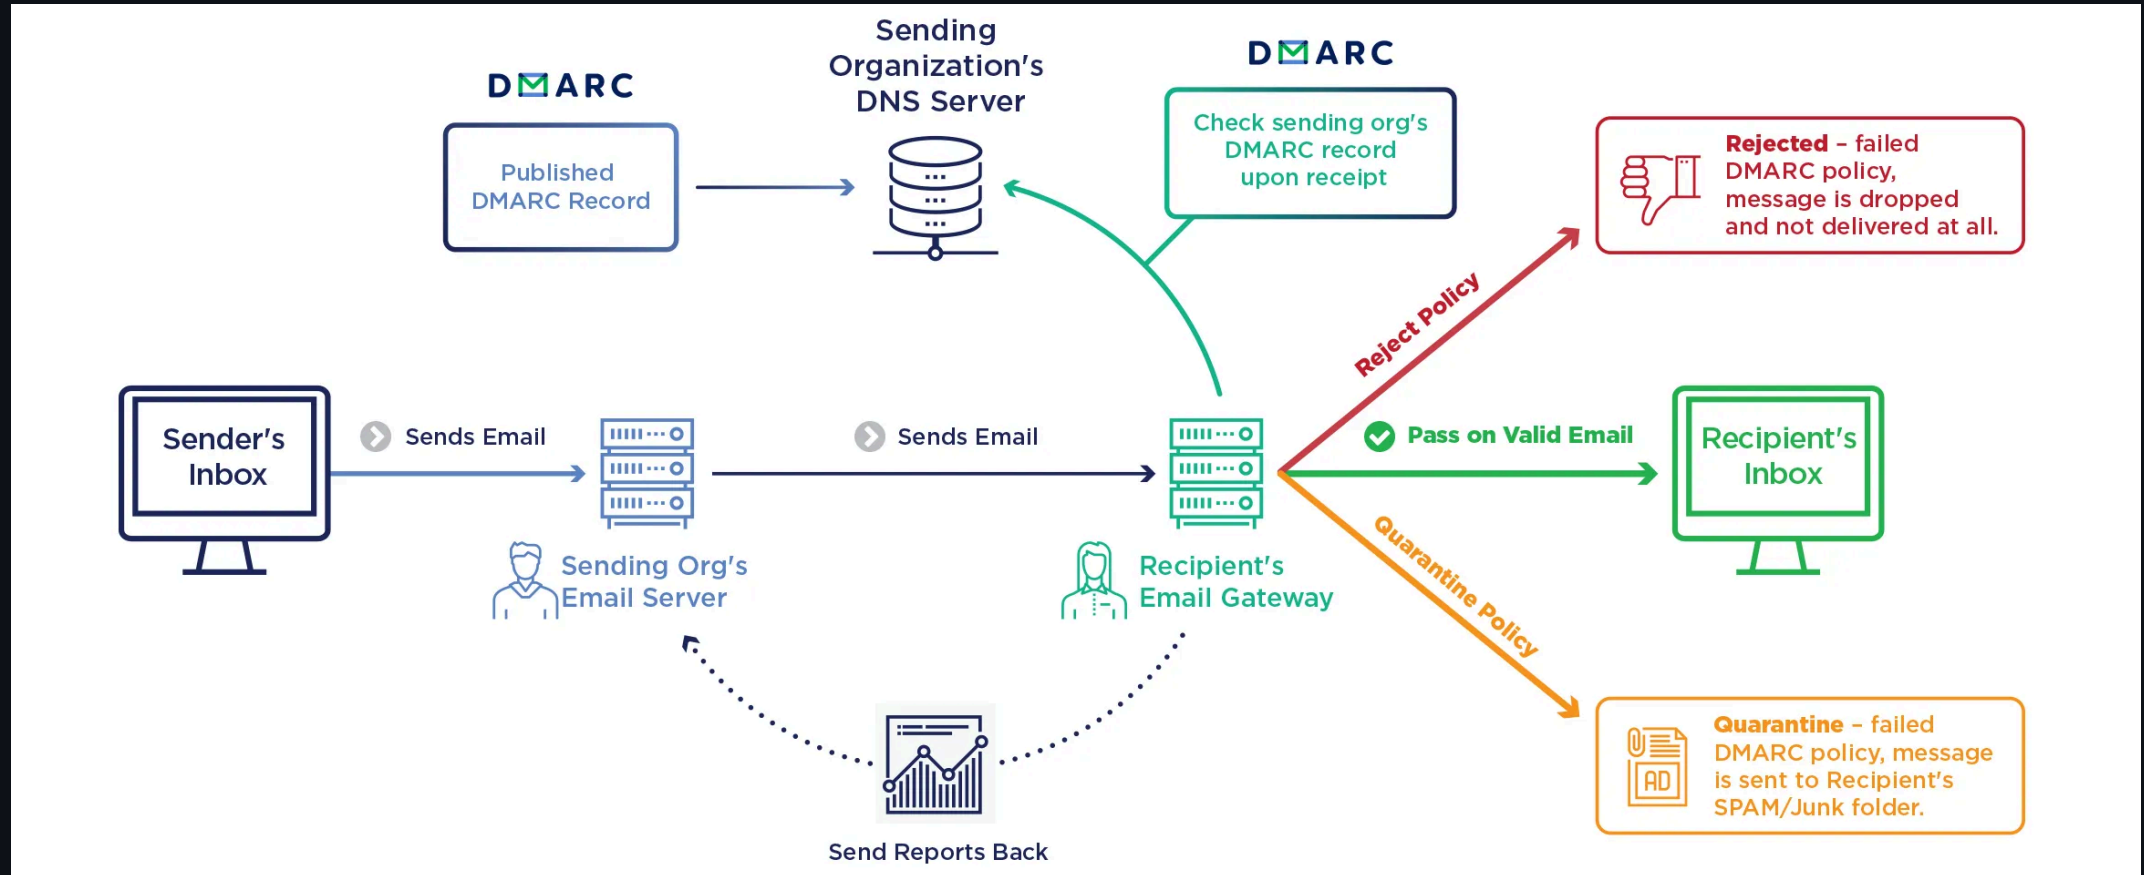 DMARC
Published
DMARC Record
Sending
Organization's
DNS Server
DMARC
Check sending org's
DMARC record
upon receipt
Rejected – failed
DMARC policy,
message is dropped
and not delivered at all.
Reject Policy
Sender's
Inbox
Sends Email
Sending Org's
Email Server
Sends Email
Recipient's
Email Gateway
Pass on Valid Email
Recipient's
Inbox
Quarantine Policy
AD
Quarantine – failed
DMARC policy, message
is sent to Recipient's
SPAM/Junk folder.
Send Reports Back